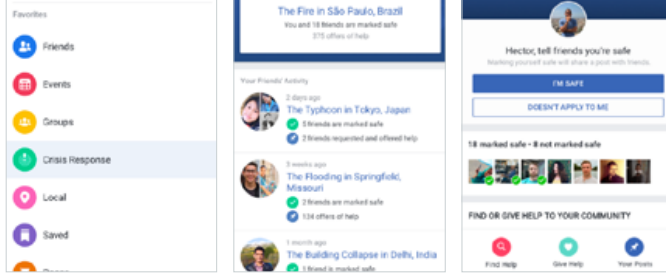 Favorites
Friends
Events
Groups
Crisis Response
Local
Saved
The Fire in São Paulo, Brazil
You and 18 friends are marked safe
375 offers of help
Your Friends' Activity
2 days ago
The Typhoon in Tokyo, Japan
5 friends are marked safe
2 friends requested and offered help
3 weeks ago
The Flooding in Springfield,
Missouri
2 friends are marked safe
134 offers of help
1 month ago
The Building Collapse in Delhi, India
1 friend is marked safe
Hector, tell friends you're safe
Marking yourself safe will share a post with friends.
I'M SAFE
DOESN'T APPLY TO ME
18 marked safe • 8 not marked safe
FIND OR GIVE HELP TO YOUR COMMUNITY
Find Help
Give Help
Your Posts